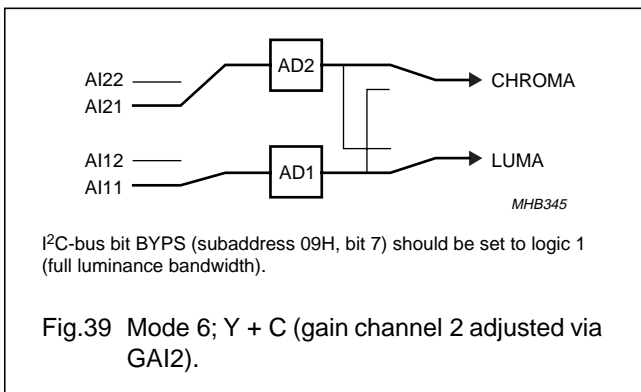 AI22
AI21
AD2
CHROMA
AI12
AI11
AD1
LUMA
MHB345
I²C-bus bit BYPS (subaddress 09H, bit 7) should be set to logic 1
(full luminance bandwidth).
Fig.39 Mode 6; Y + C (gain channel 2 adjusted via
GAI2).